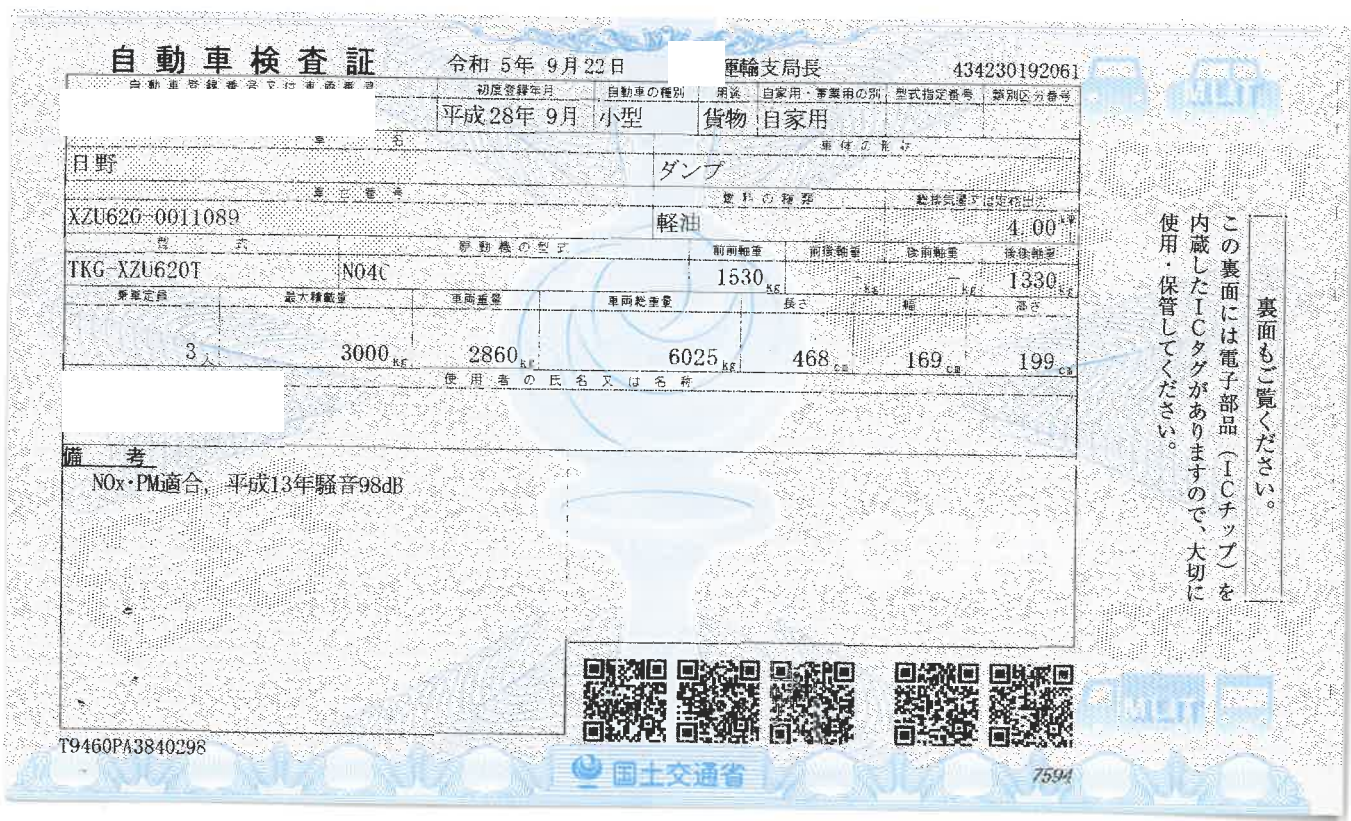 自動車検査証
令和 5年 9月22日 運輸支局長 434230192061
自動車登録番号又は車両番号 初度登録年月 自動車の種別 用途 自家用・事業用の別 型式指定番号 類別区分番号
平成28年 9月 小型 貨物 自家用
車 名 車体の形状
日野 ダンプ
車台番号 燃料の種類 総排気量又は定格出力
XZU620-0011089 軽油 4.00
型 式 原動機の型式 前前軸重 前後軸重 後前軸重 後後軸重
TKG-XZU620T N04C 1530kg -kg -kg 1330kg
乗車定員 最大積載量 車両重量 車両総重量 長さ 幅 高さ
3人 3000kg 2860kg 6025kg 468cm 169cm 199cm
使用者の氏名又は名称
備 考
NOx・PM適合, 平成13年騒音98dB
裏面もご覧ください。
この裏面には電子部品（ICチップ）を
内蔵したICタグがありますので、大切に
使用・保管してください。
MLIT
MLIT
T9460PA3840298
国土交通省
7594